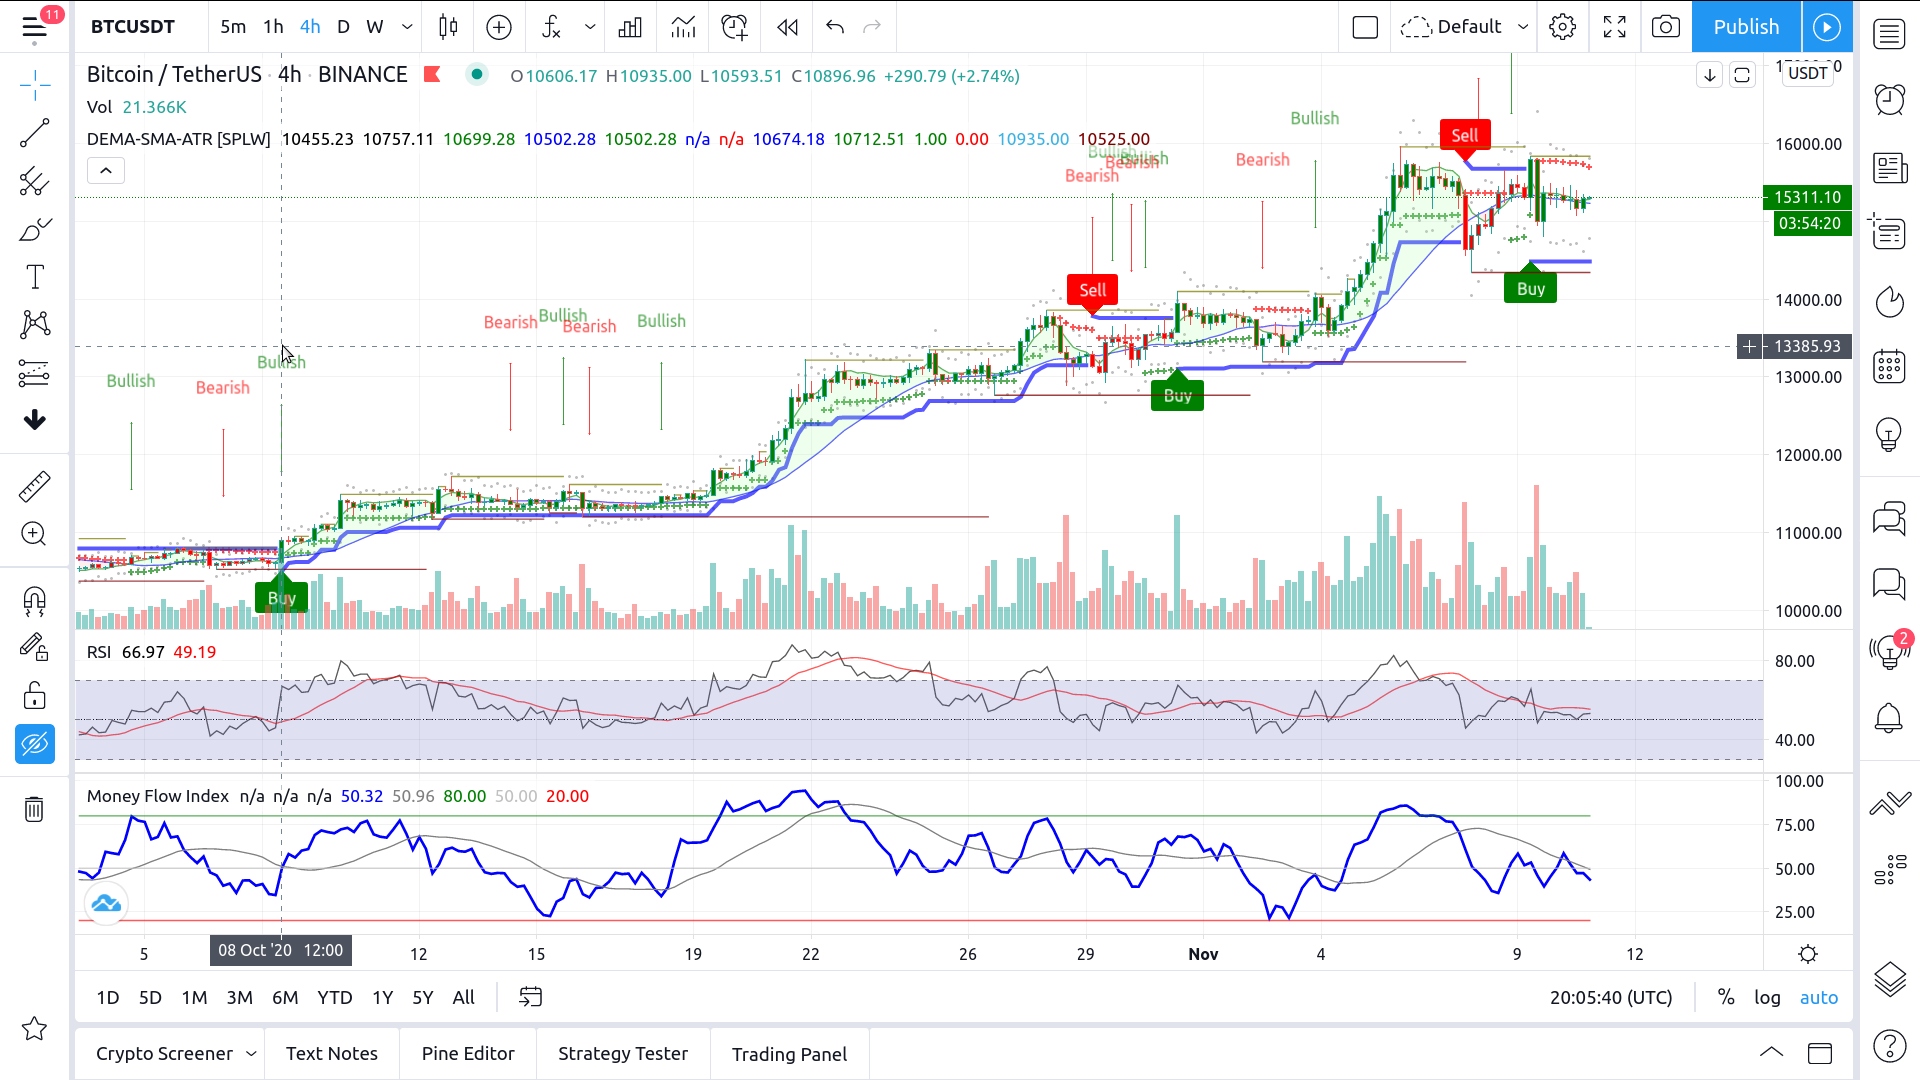 11
BTCUSDT 5m 1h 4h D W Default Publish
Bitcoin / TetherUS · 4h · BINANCE O10606.17 H10935.00 L10593.51 C10896.96 +290.79 (+2.74%)
USDT
Vol 21.366K
DEMA-SMA-ATR [SPLW] 10455.23 10757.11 10699.28 10502.28 10502.28 n/a n/a 10674.18 10712.51 1.00 0.00 10935.00 10525.00
Bullish
Sell
16000.00
Bullish
Bullish
Bearish
Bearish
Bearish
15311.10
03:54:20
Sell
Buy
14000.00
Bearish
Bullish
Bearish
Bullish
13385.93
Bullish
Bullish
Bearish
13000.00
Buy
12000.00
11000.00
Buy
10000.00
RSI 66.97 49.19
80.00
40.00
100.00
Money Flow Index n/a n/a n/a 50.32 50.96 80.00 50.00 20.00
75.00
50.00
25.00
5 08 Oct '20 12:00 12 15 19 22 26 29 Nov 4 9 12
1D 5D 1M 3M 6M YTD 1Y 5Y All 20:05:40 (UTC) % log auto
Crypto Screener Text Notes Pine Editor Strategy Tester Trading Panel
2